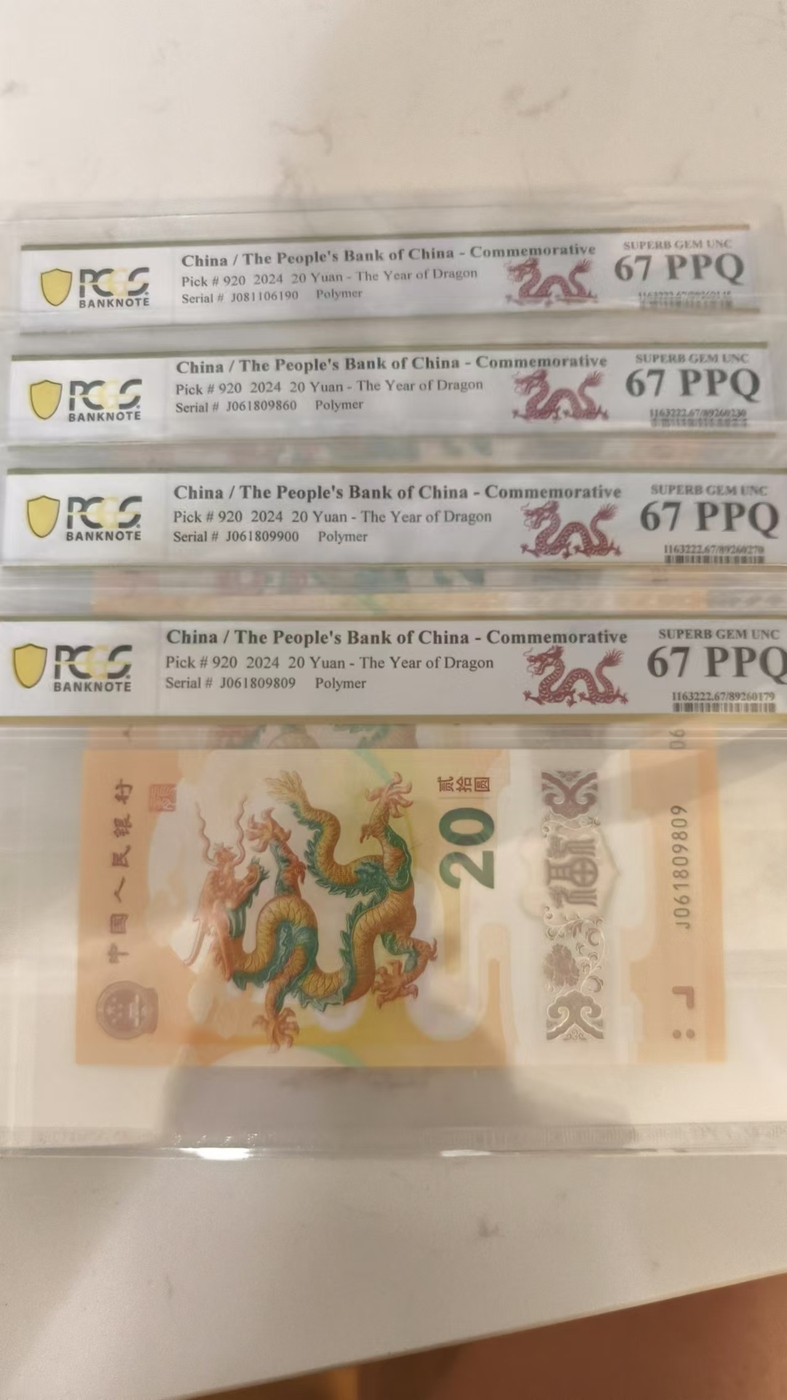 PCGS
BANKNOTE
China / The People's Bank of China - Commemorative
Pick # 920 2024 20 Yuan - The Year of Dragon
Serial # J081106190 Polymer
SUPERB GEM UNC
67 PPQ
PCGS
BANKNOTE
China / The People's Bank of China - Commemorative
Pick # 920 2024 20 Yuan - The Year of Dragon
Serial # J061809860 Polymer
SUPERB GEM UNC
67 PPQ
1163222.67/89260230
PCGS
BANKNOTE
China / The People's Bank of China - Commemorative
Pick # 920 2024 20 Yuan - The Year of Dragon
Serial # J061809900 Polymer
SUPERB GEM UNC
67 PPQ
1163222.67/89260270
PCGS
BANKNOTE
China / The People's Bank of China - Commemorative
Pick # 920 2024 20 Yuan - The Year of Dragon
Serial # J061809809 Polymer
SUPERB GEM UNC
67 PPQ
1163222.67/89260179
中国人民银行
贰拾圆
20
福
J061809809
06